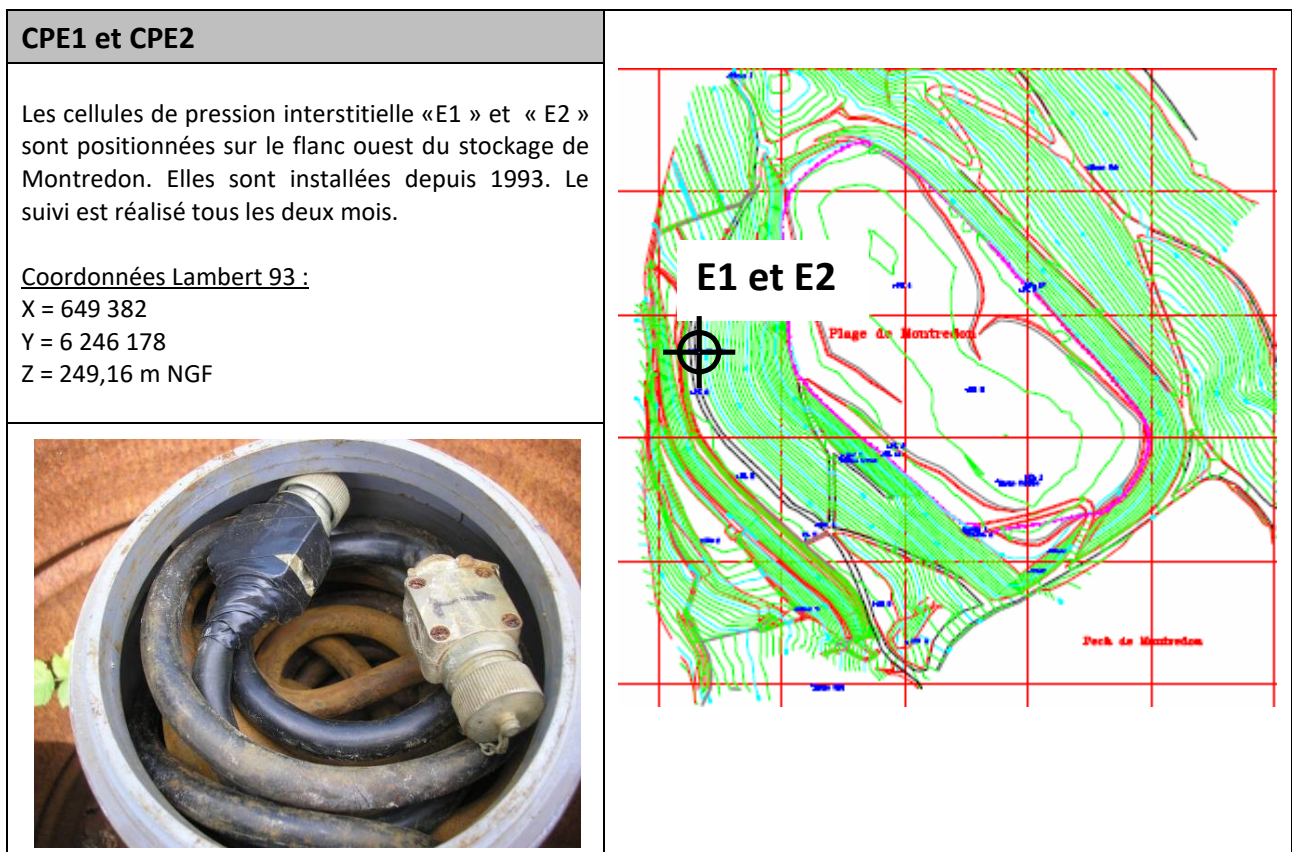 CPE1 et CPE2
Les cellules de pression interstitielle «E1 » et « E2 »
sont positionnées sur le flanc ouest du stockage de
Montredon. Elles sont installées depuis 1993. Le
suivi est réalisé tous les deux mois.
Coordonnées Lambert 93 :
X = 649 382
Y = 6 246 178
Z = 249,16 m NGF
E1 et E2
Plage de Montredon
Pech de Montredon